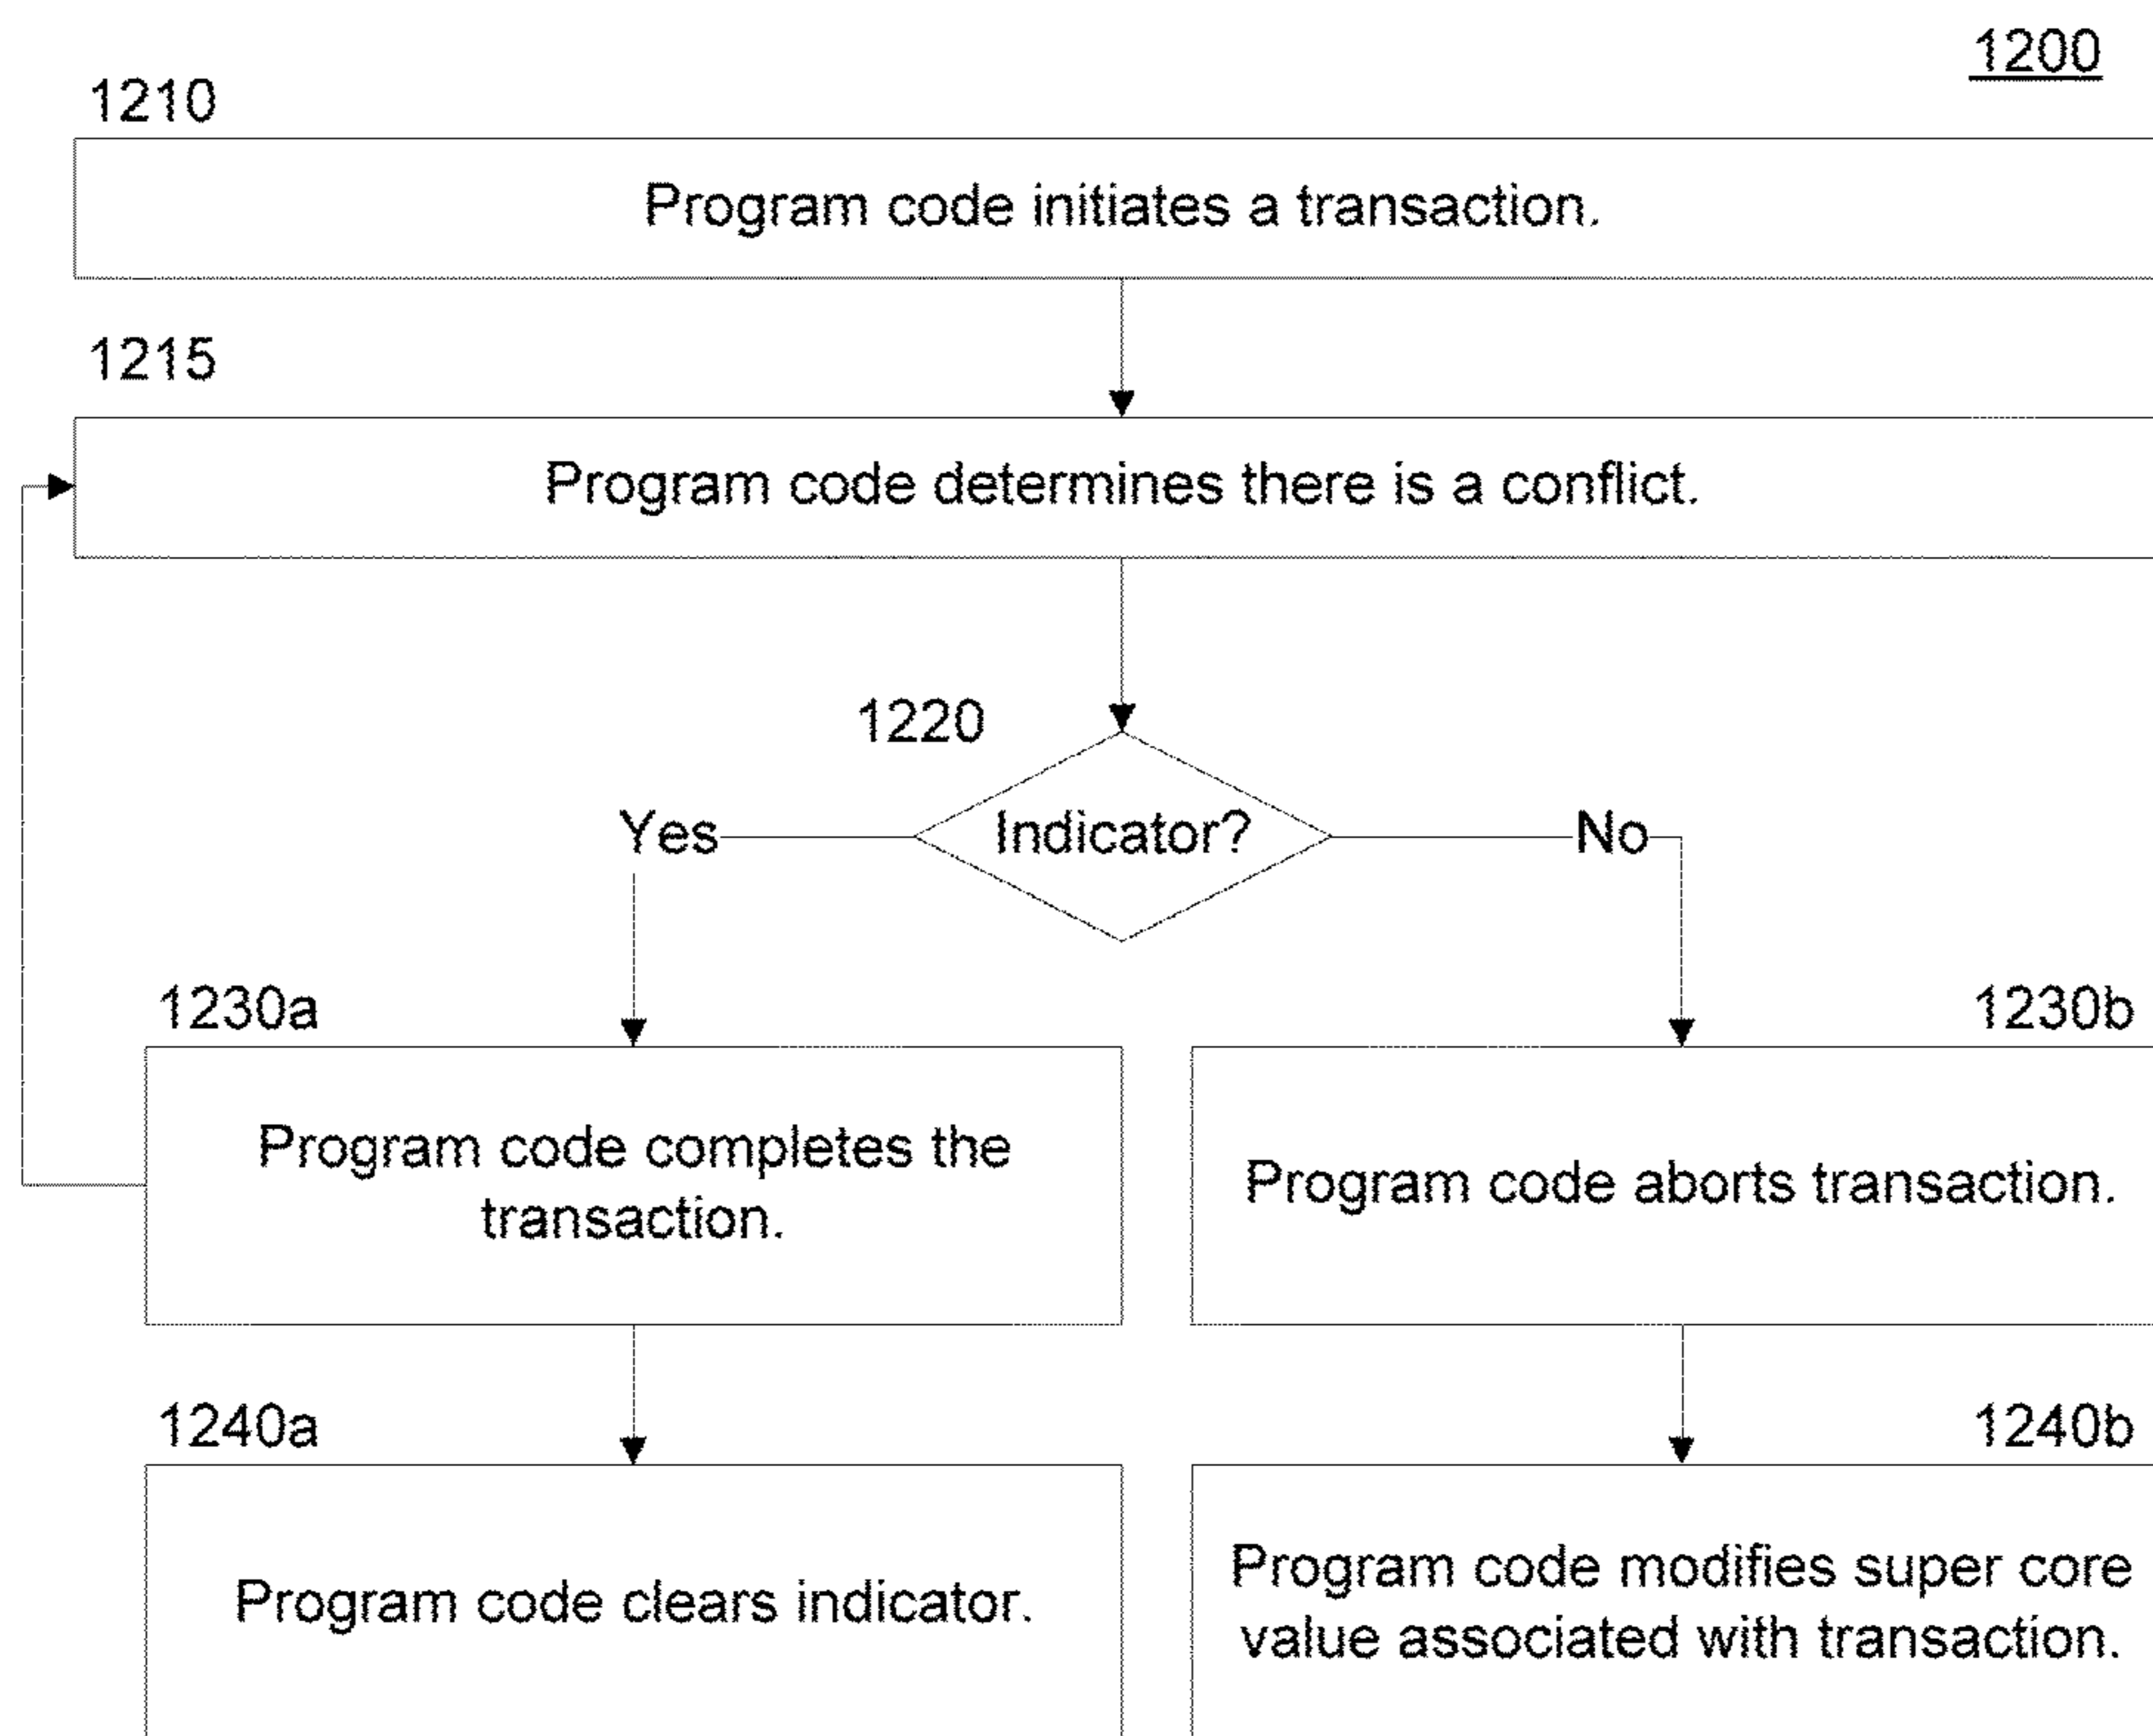 1200
1210
Program code initiates a transaction.
1215
Program code determines there is a conflict.
1220
Yes
Indicator?
No
1230a
1230b
Program code completes the
transaction.
Program code aborts transaction.
1240a
1240b
Program code clears indicator.
Program code modifies super core
value associated with transaction.